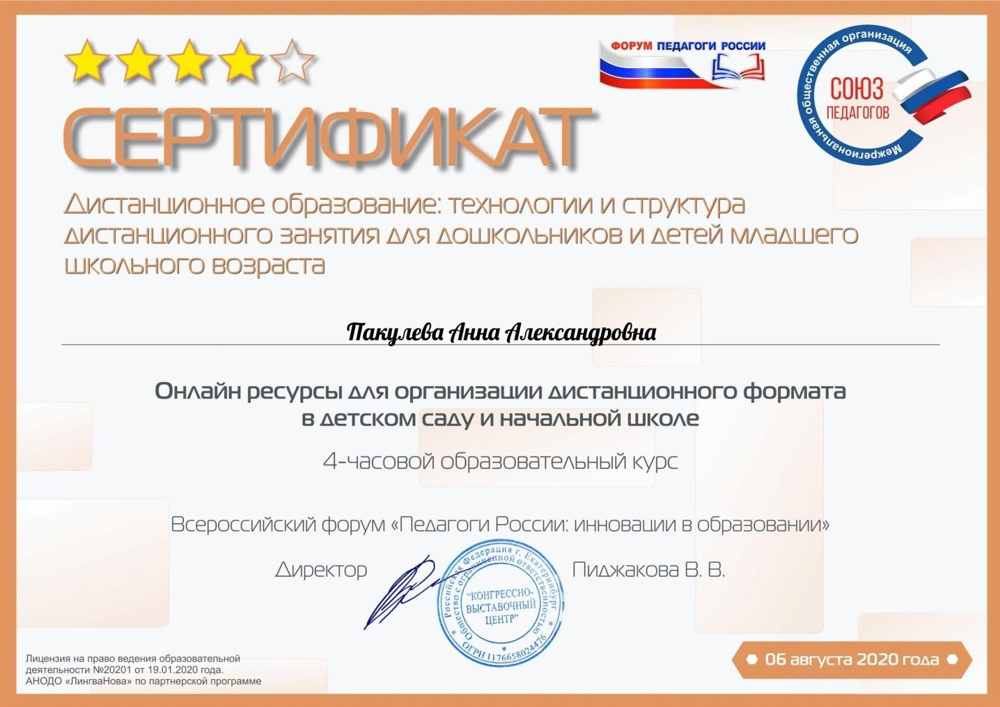 ФОРУМ ПЕДАГОГИ РОССИИ
Межрегиональная общественная организация
СОЮЗ
ПЕДАГОГОВ
СЕРТИФИКАТ
Дистанционное образование: технологии и структура
дистанционного занятия для дошкольников и детей младшего
школьного возраста
Пакулева Анна Александровна
Онлайн ресурсы для организации дистанционного формата
в детском саду и начальной школе
4-часовой образовательный курс
Всероссийский форум «Педагоги России: инновации в образовании»
Директор
Пиджакова В. В.
Российская Федерация г. Екатеринбург
Общество с ограниченной ответственностью
"КОНГРЕССНО-
ВЫСТАВОЧНЫЙ
ЦЕНТР"
ОГРН 1176658024476
Лицензия на право ведения образовательной
деятельности №20201 от 19.01.2020 года.
АНОДО «ЛингваНова» по партнерской программе
06 августа 2020 года